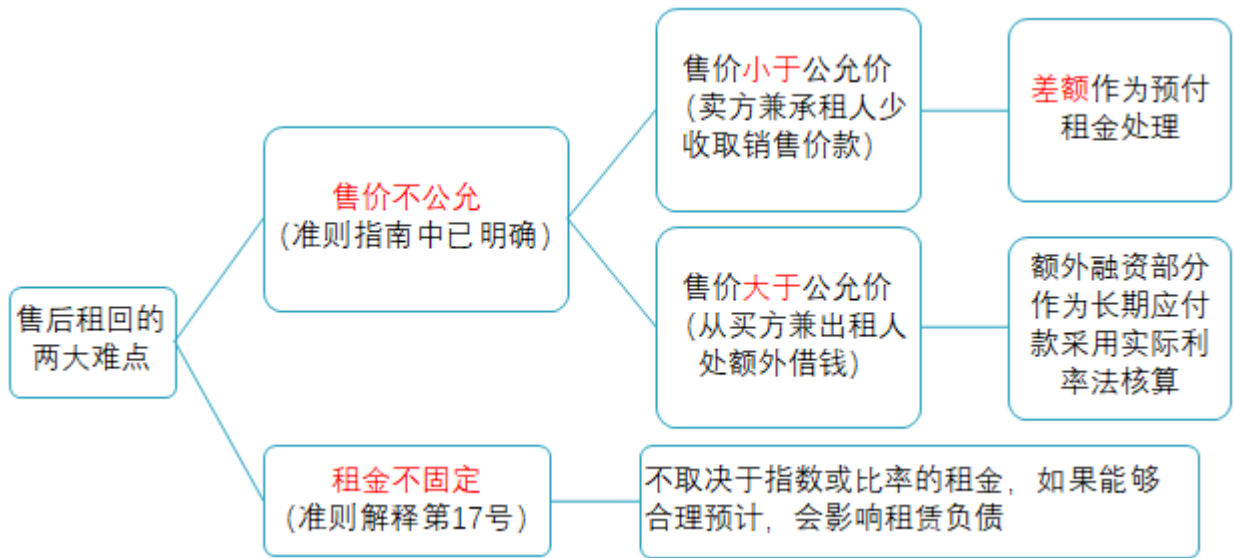 售后租回的
两大难点
售价不公允
（准则指南中已明确）
售价小于公允价
（卖方兼承租人少
收取销售价款）
差额作为预付
租金处理
售价大于公允价
（从买方兼出租人
处额外借钱）
额外融资部分
作为长期应付
款采用实际利
率法核算
租金不固定
（准则解释第17号）
不取决于指数或比率的租金，如果能够
合理预计，会影响租赁负债